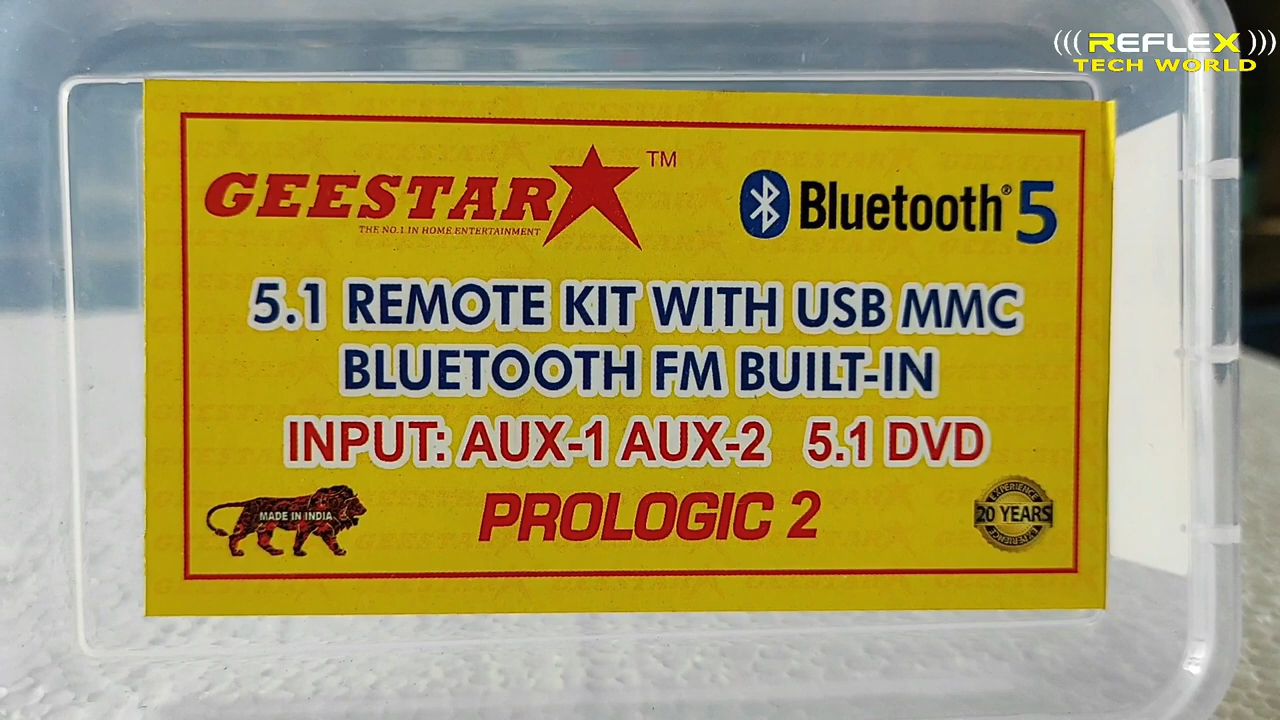 ((( REFLEX )))
TECH WORLD
GEESTAR TM
THE NO.1 IN HOME ENTERTAINMENT
Bluetooth® 5
5.1 REMOTE KIT WITH USB MMC
BLUETOOTH FM BUILT-IN
INPUT: AUX-1 AUX-2 5.1 DVD
MADE IN INDIA
PROLOGIC 2
EXPERIENCE
20 YEARS
EXPERIENCE